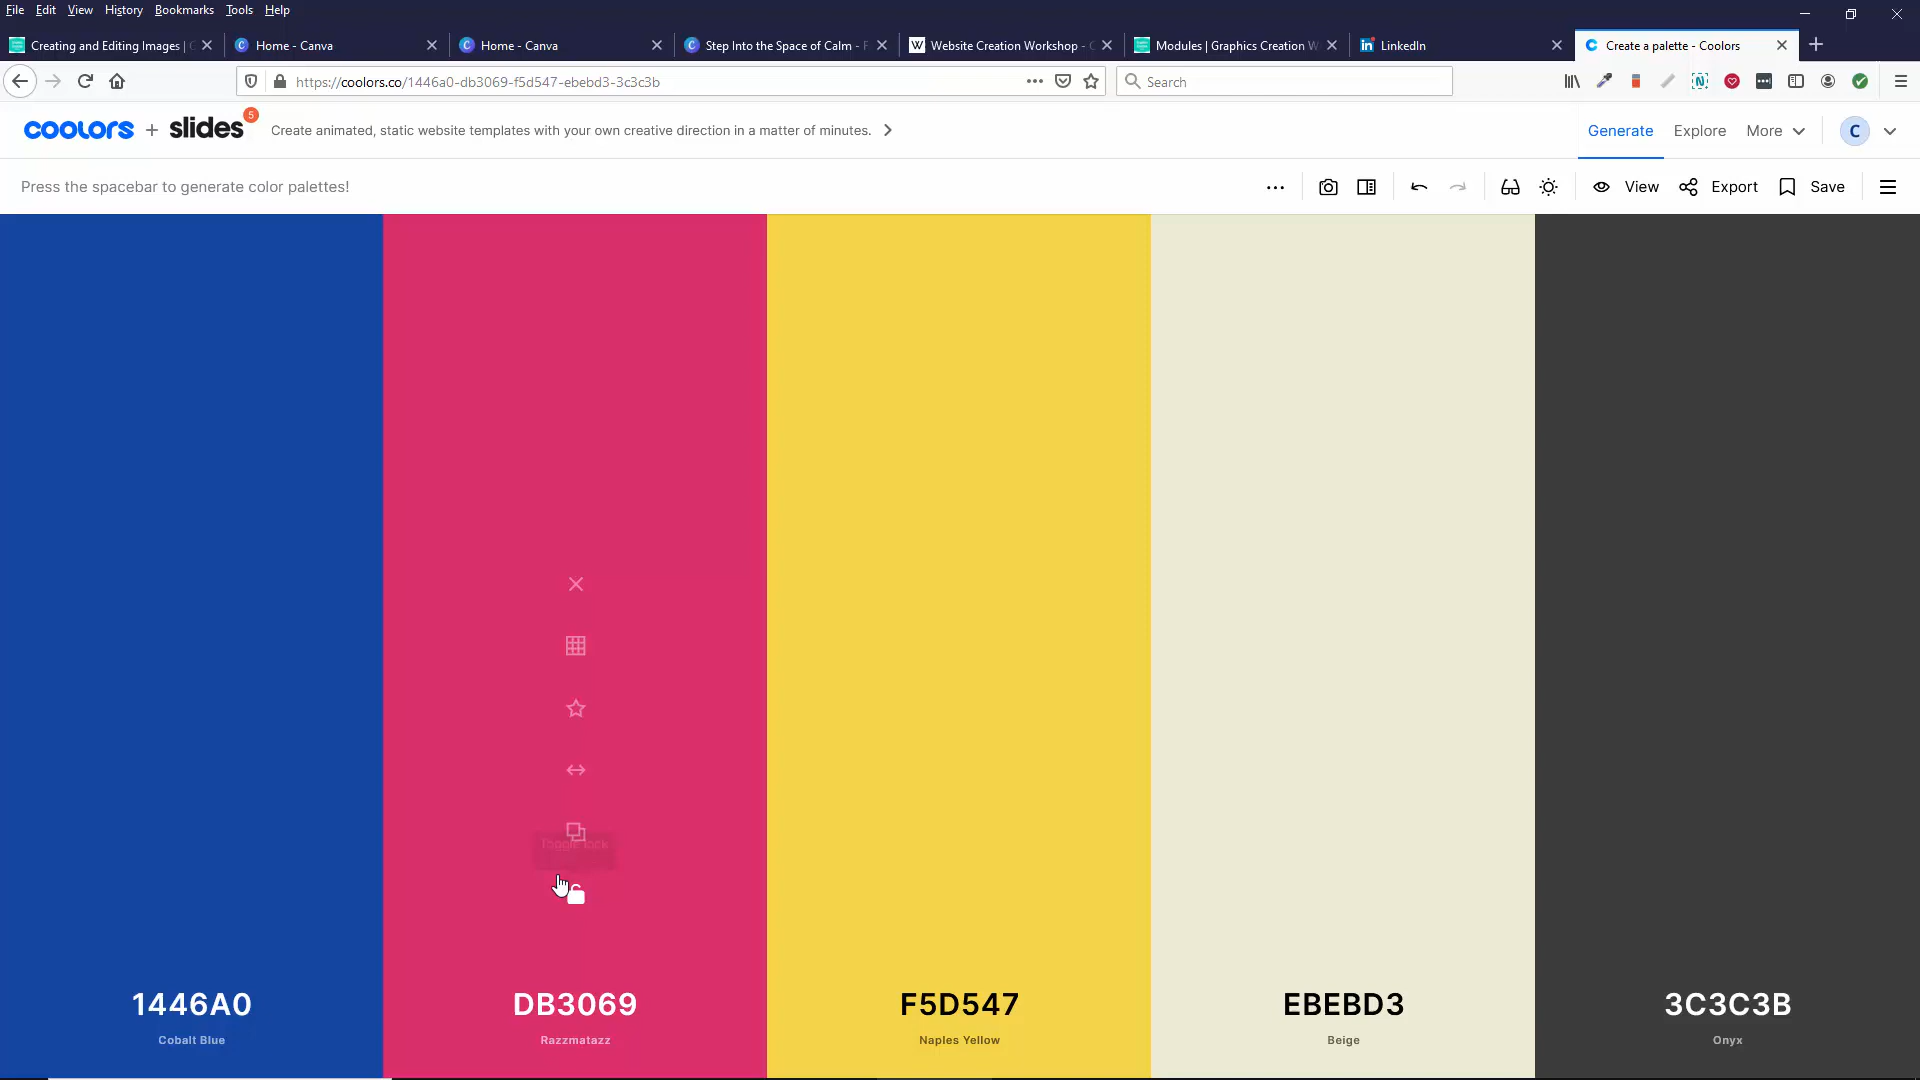 File Edit View History Bookmarks Tools Help
Creating and Editing Images | C
Home - Canva
Home - Canva
Step Into the Space of Calm - F
Website Creation Workshop - C
Modules | Graphics Creation W
LinkedIn
Create a palette - Coolors
https://coolors.co/1446a0-db3069-f5d547-ebebd3-3c3c3b
Search
coolors + slides 5 Create animated, static website templates with your own creative direction in a matter of minutes.
Generate Explore More C
Press the spacebar to generate color palettes!
View Export Save
Toggle lock
1446A0 DB3069 F5D547 EBEBD3 3C3C3B
Cobalt Blue Razzmatazz Naples Yellow Beige Onyx